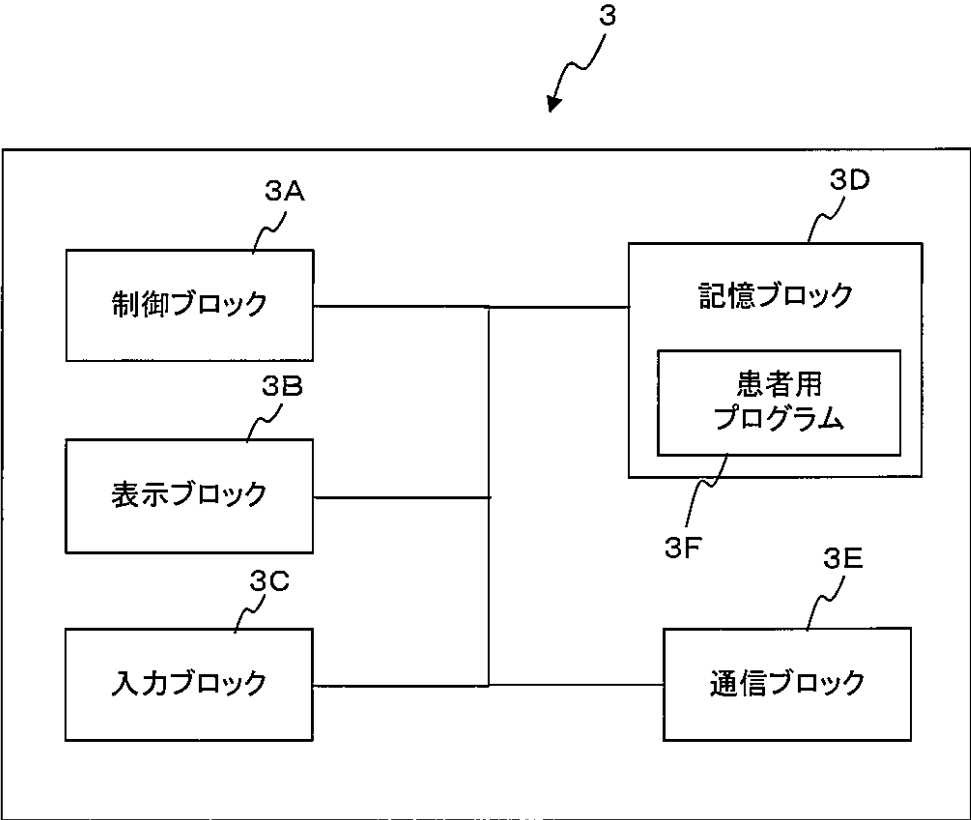 3
3A
制御ブロック
3D
記憶ブロック
患者用
プログラム
3F
3B
表示ブロック
3C
入力ブロック
3E
通信ブロック